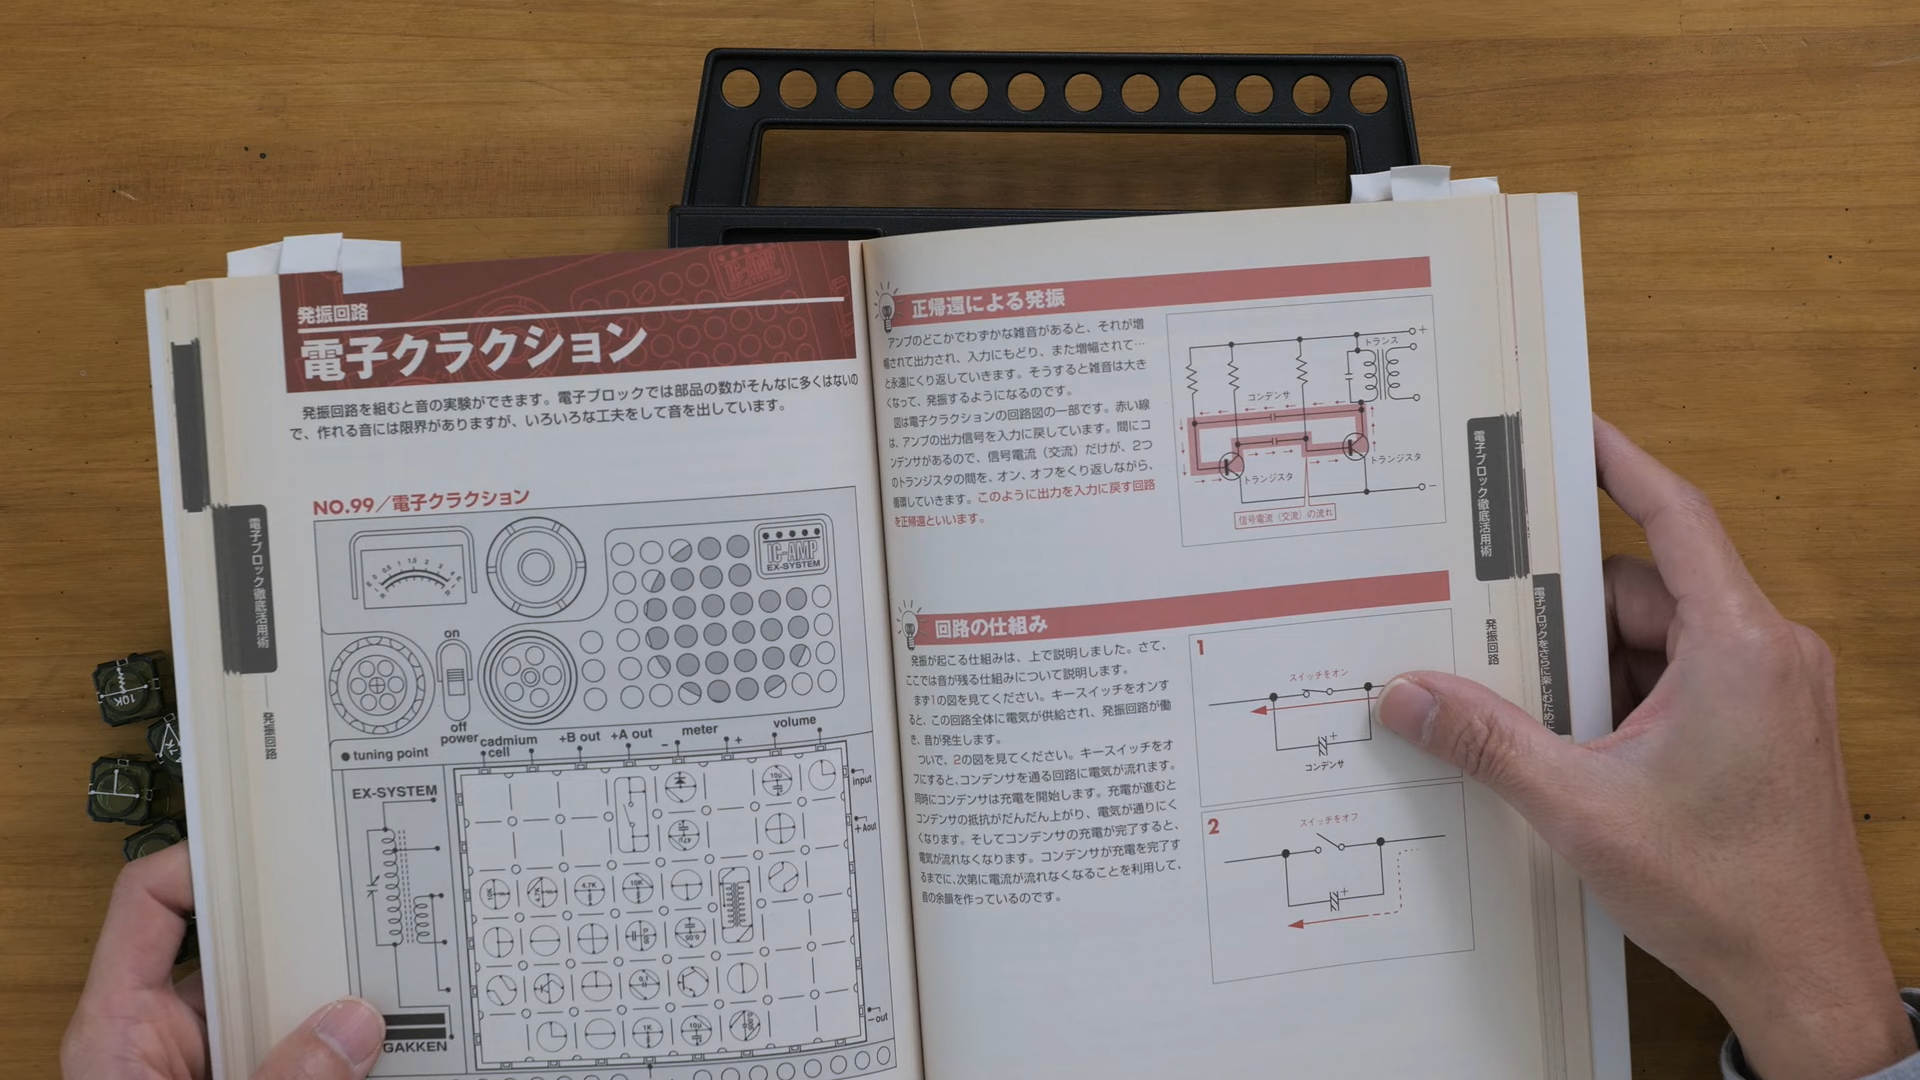 発振回路
電子クラクション
発振回路を組むと音の実験ができます。電子ブロックでは部品の数がそんなに多くはないの
で、作れる音には限界がありますが、いろいろな工夫をして音を出しています。
NO.99／電子クラクション
IC-AMP
EX-SYSTEM
on
off
power
cadmium
cell
+B out
+A out
meter
− +
volume
● tuning point
EX-SYSTEM
input
+Aout
−out
10μ
47μ
4.7K
10K
0.05
0.1
1K
10μ
GAKKEN
電子ブロック徹底活用術
発振回路
10K
正帰還による発振
アンプのどこかでわずかな雑音があると、それが増
幅されて出力され、入力にもどり、また増幅されて…
と永遠にくり返していきます。そうすると雑音は大き
くなって、発振するようになるのです。
図は電子クラクションの回路図の一部です。赤い線
は、アンプの出力信号を入力に戻しています。間にコ
ンデンサがあるので、信号電流（交流）だけが、2つ
のトランジスタの間を、オン、オフをくり返しながら、
循環していきます。このように出力を入力に戻す回路
を正帰還といいます。
トランス
コンデンサ
トランジスタ
トランジスタ
信号電流（交流）の流れ
+
−
回路の仕組み
発振が起こる仕組みは、上で説明しました。さて、
ここでは音が残る仕組みについて説明します。
まず1の図を見てください。キースイッチをオンす
ると、この回路全体に電気が供給され、発振回路が働
き、音が発生します。
ついで、2の図を見てください。キースイッチをオ
フにすると、コンデンサを通る回路に電気が流れます。
同時にコンデンサは充電を開始します。充電が進むと
コンデンサの抵抗がだんだん上がり、電気が通りにく
くなります。そしてコンデンサの充電が完了すると、
電気が流れなくなります。コンデンサが充電を完了す
るまでに、次第に電流が流れなくなることを利用して、
音の余韻を作っているのです。
1
スイッチをオン
+
コンデンサ
2
スイッチをオフ
+
電子ブロック徹底活用術
発振回路
電子ブロックをさらに楽しむために